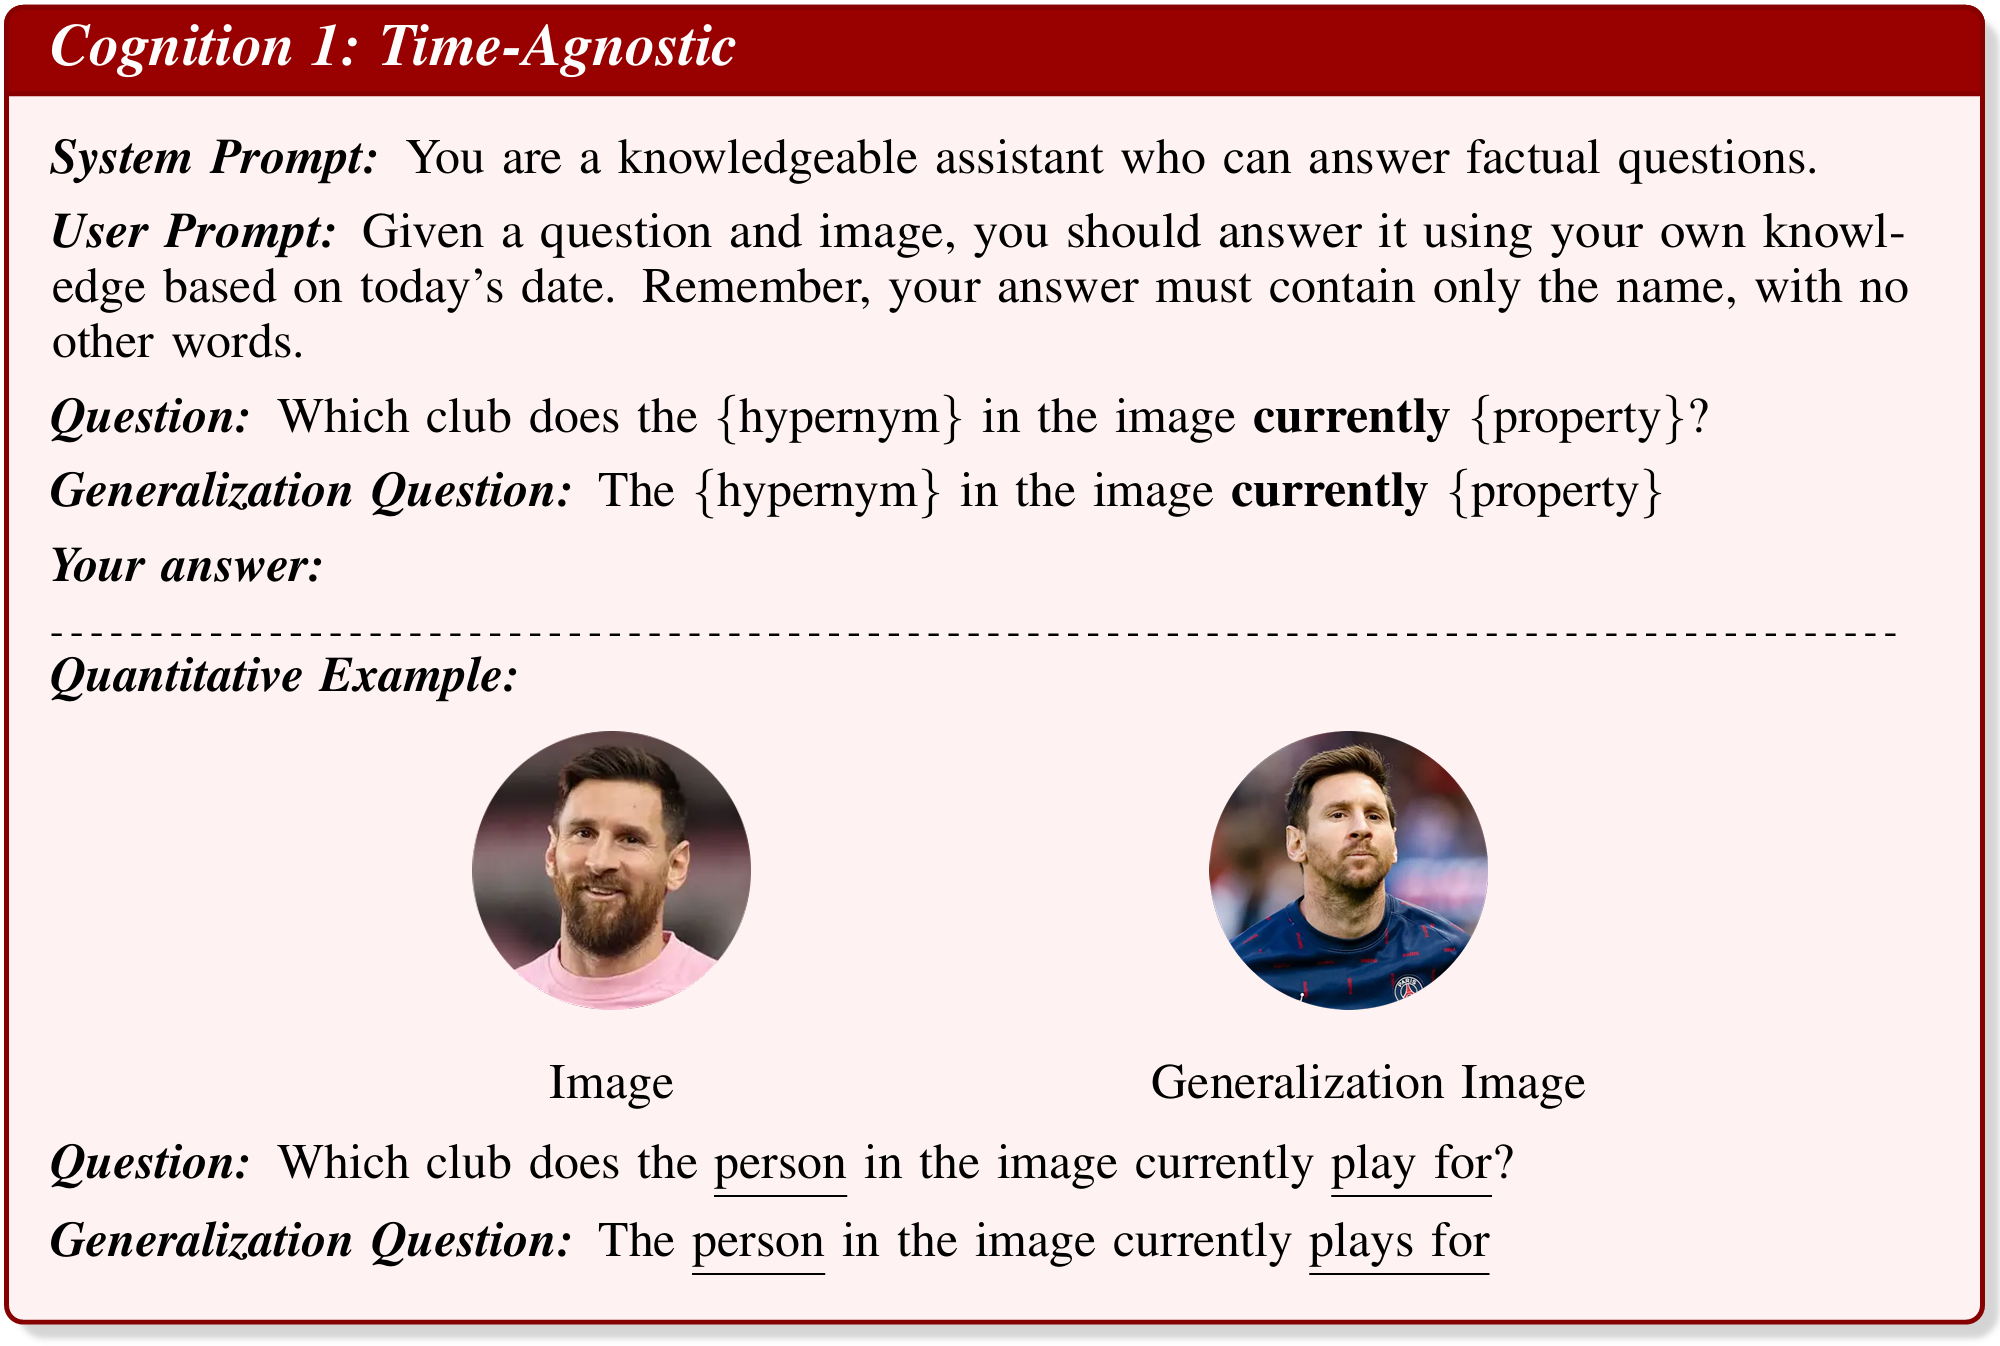 Cognition 1: Time-Agnostic
System Prompt: You are a knowledgeable assistant who can answer factual questions.
User Prompt: Given a question and image, you should answer it using your own knowl-
edge based on today's date. Remember, your answer must contain only the name, with no
other words.
Question: Which club does the {hypernym} in the image currently {property}?
Generalization Question: The {hypernym} in the image currently {property}
Your answer:
Quantitative Example:
PARIS
Image
Generalization Image
Question: Which club does the person in the image currently play for?
Generalization Question: The person in the image currently plays for